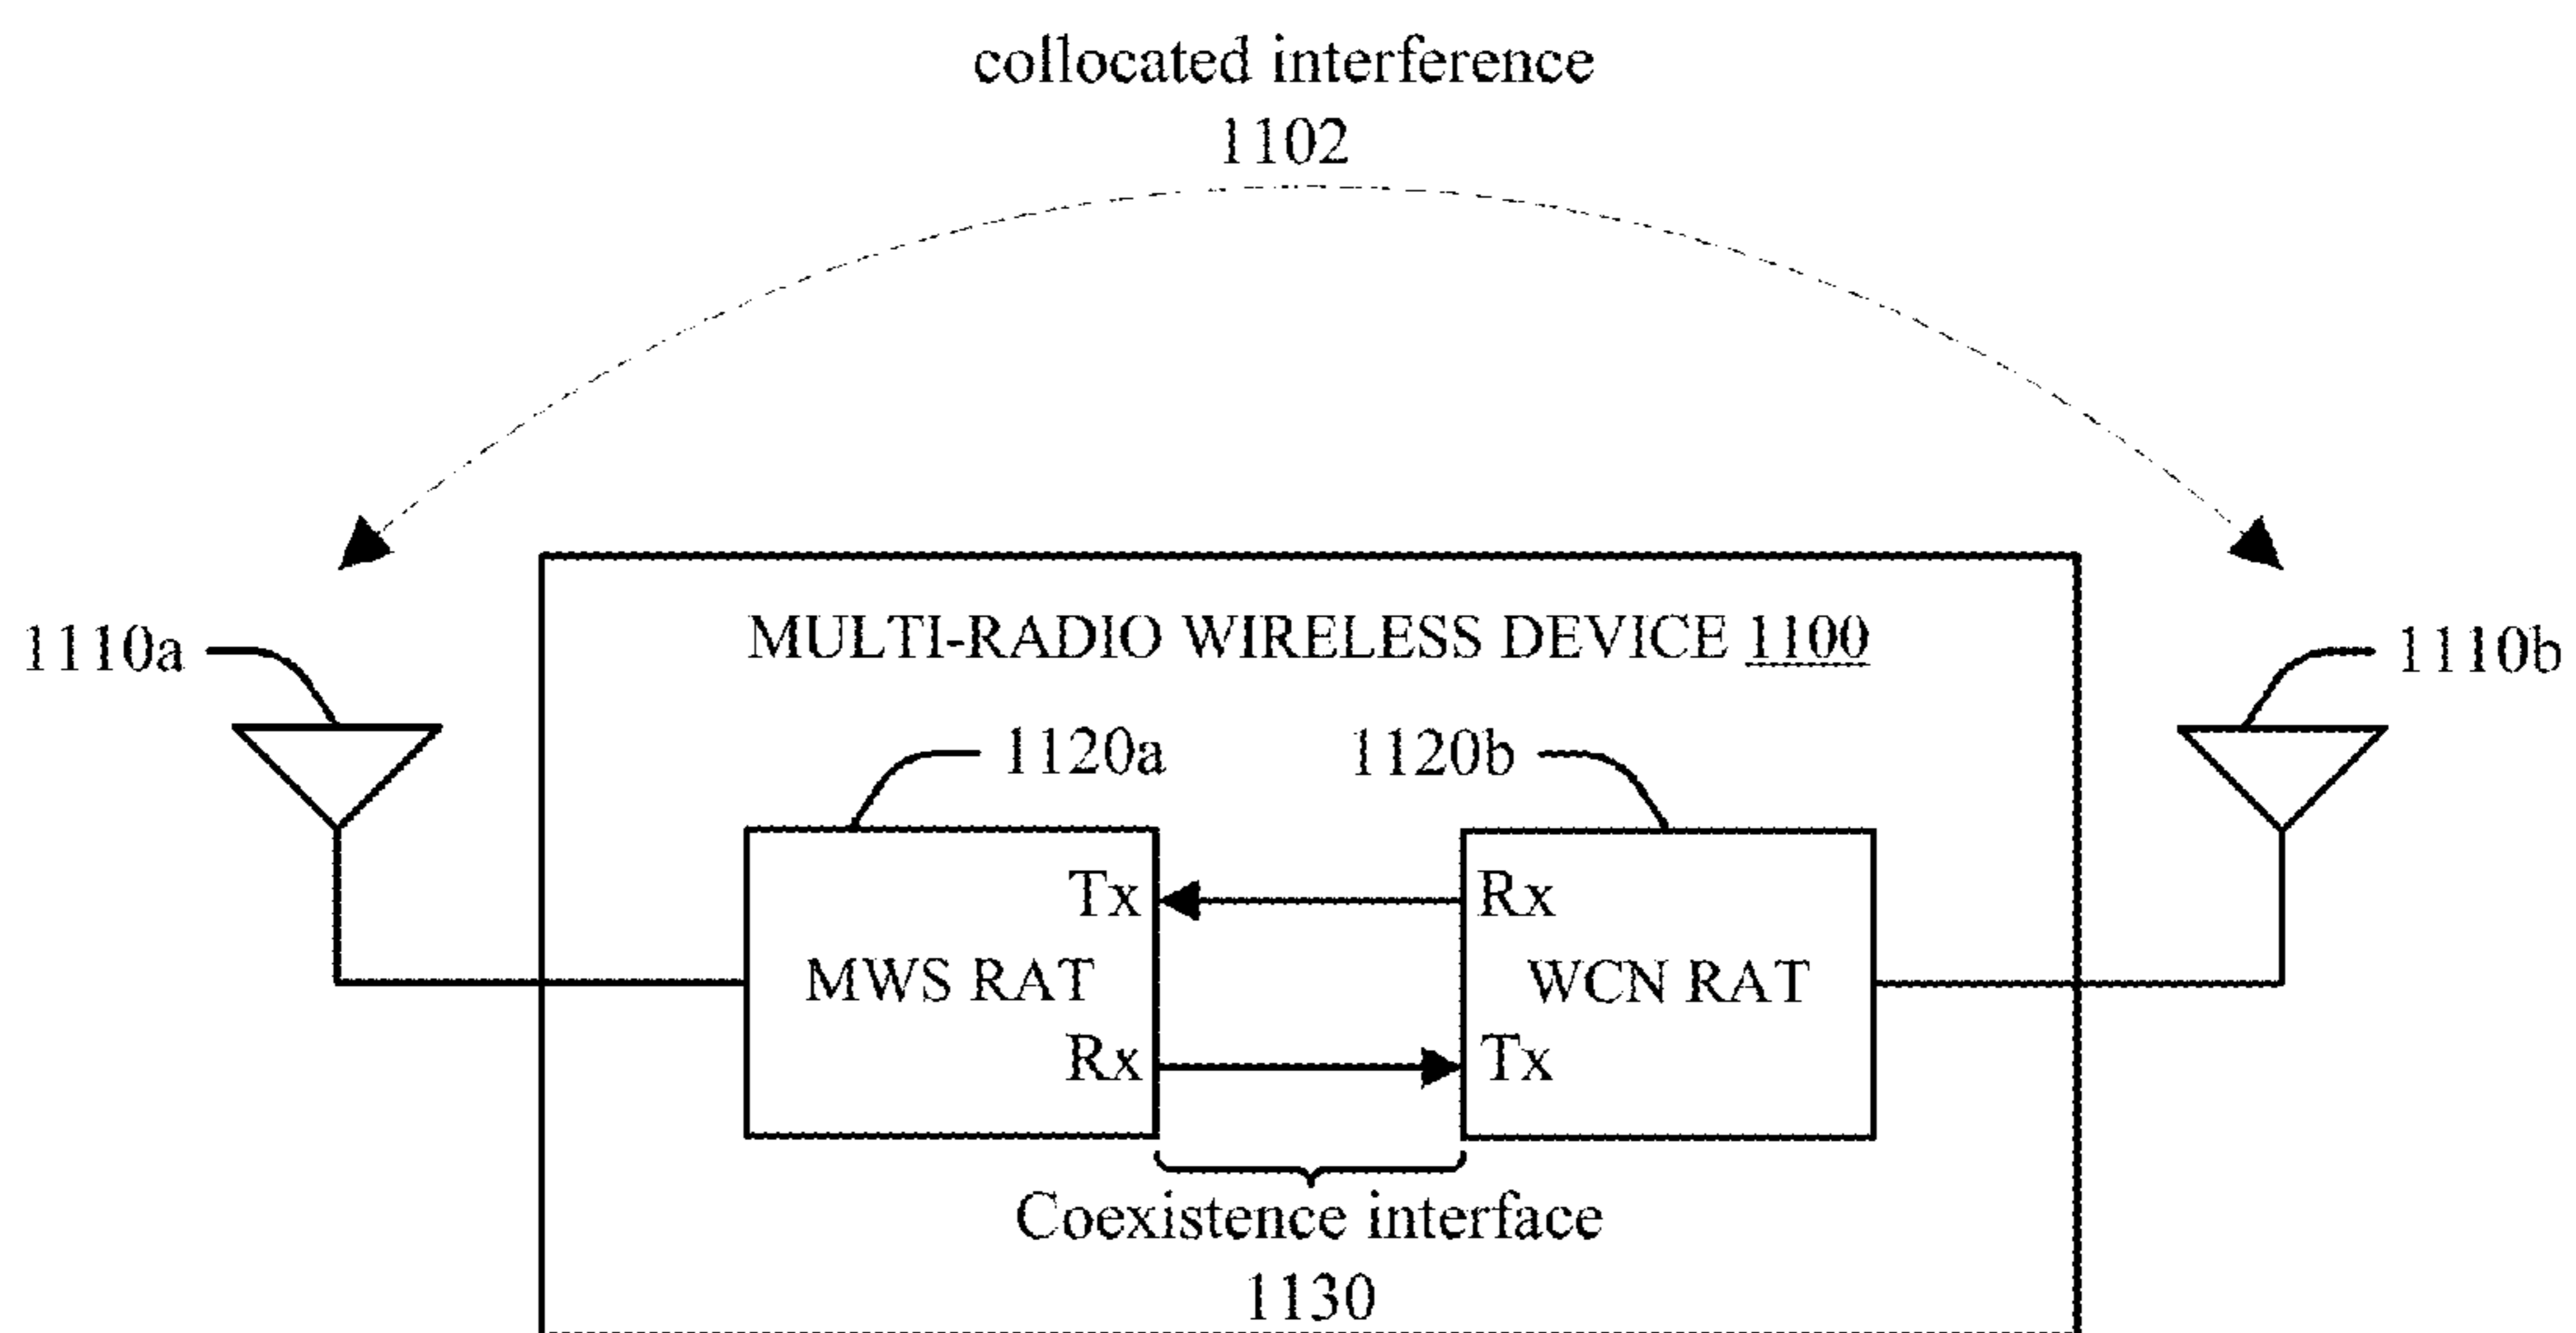 collocated interference
1102
MULTI-RADIO WIRELESS DEVICE 1100
1110a
1110b
1120a
1120b
Tx
Rx
MWS RAT
WCN RAT
Rx
Tx
Coexistence interface
1130